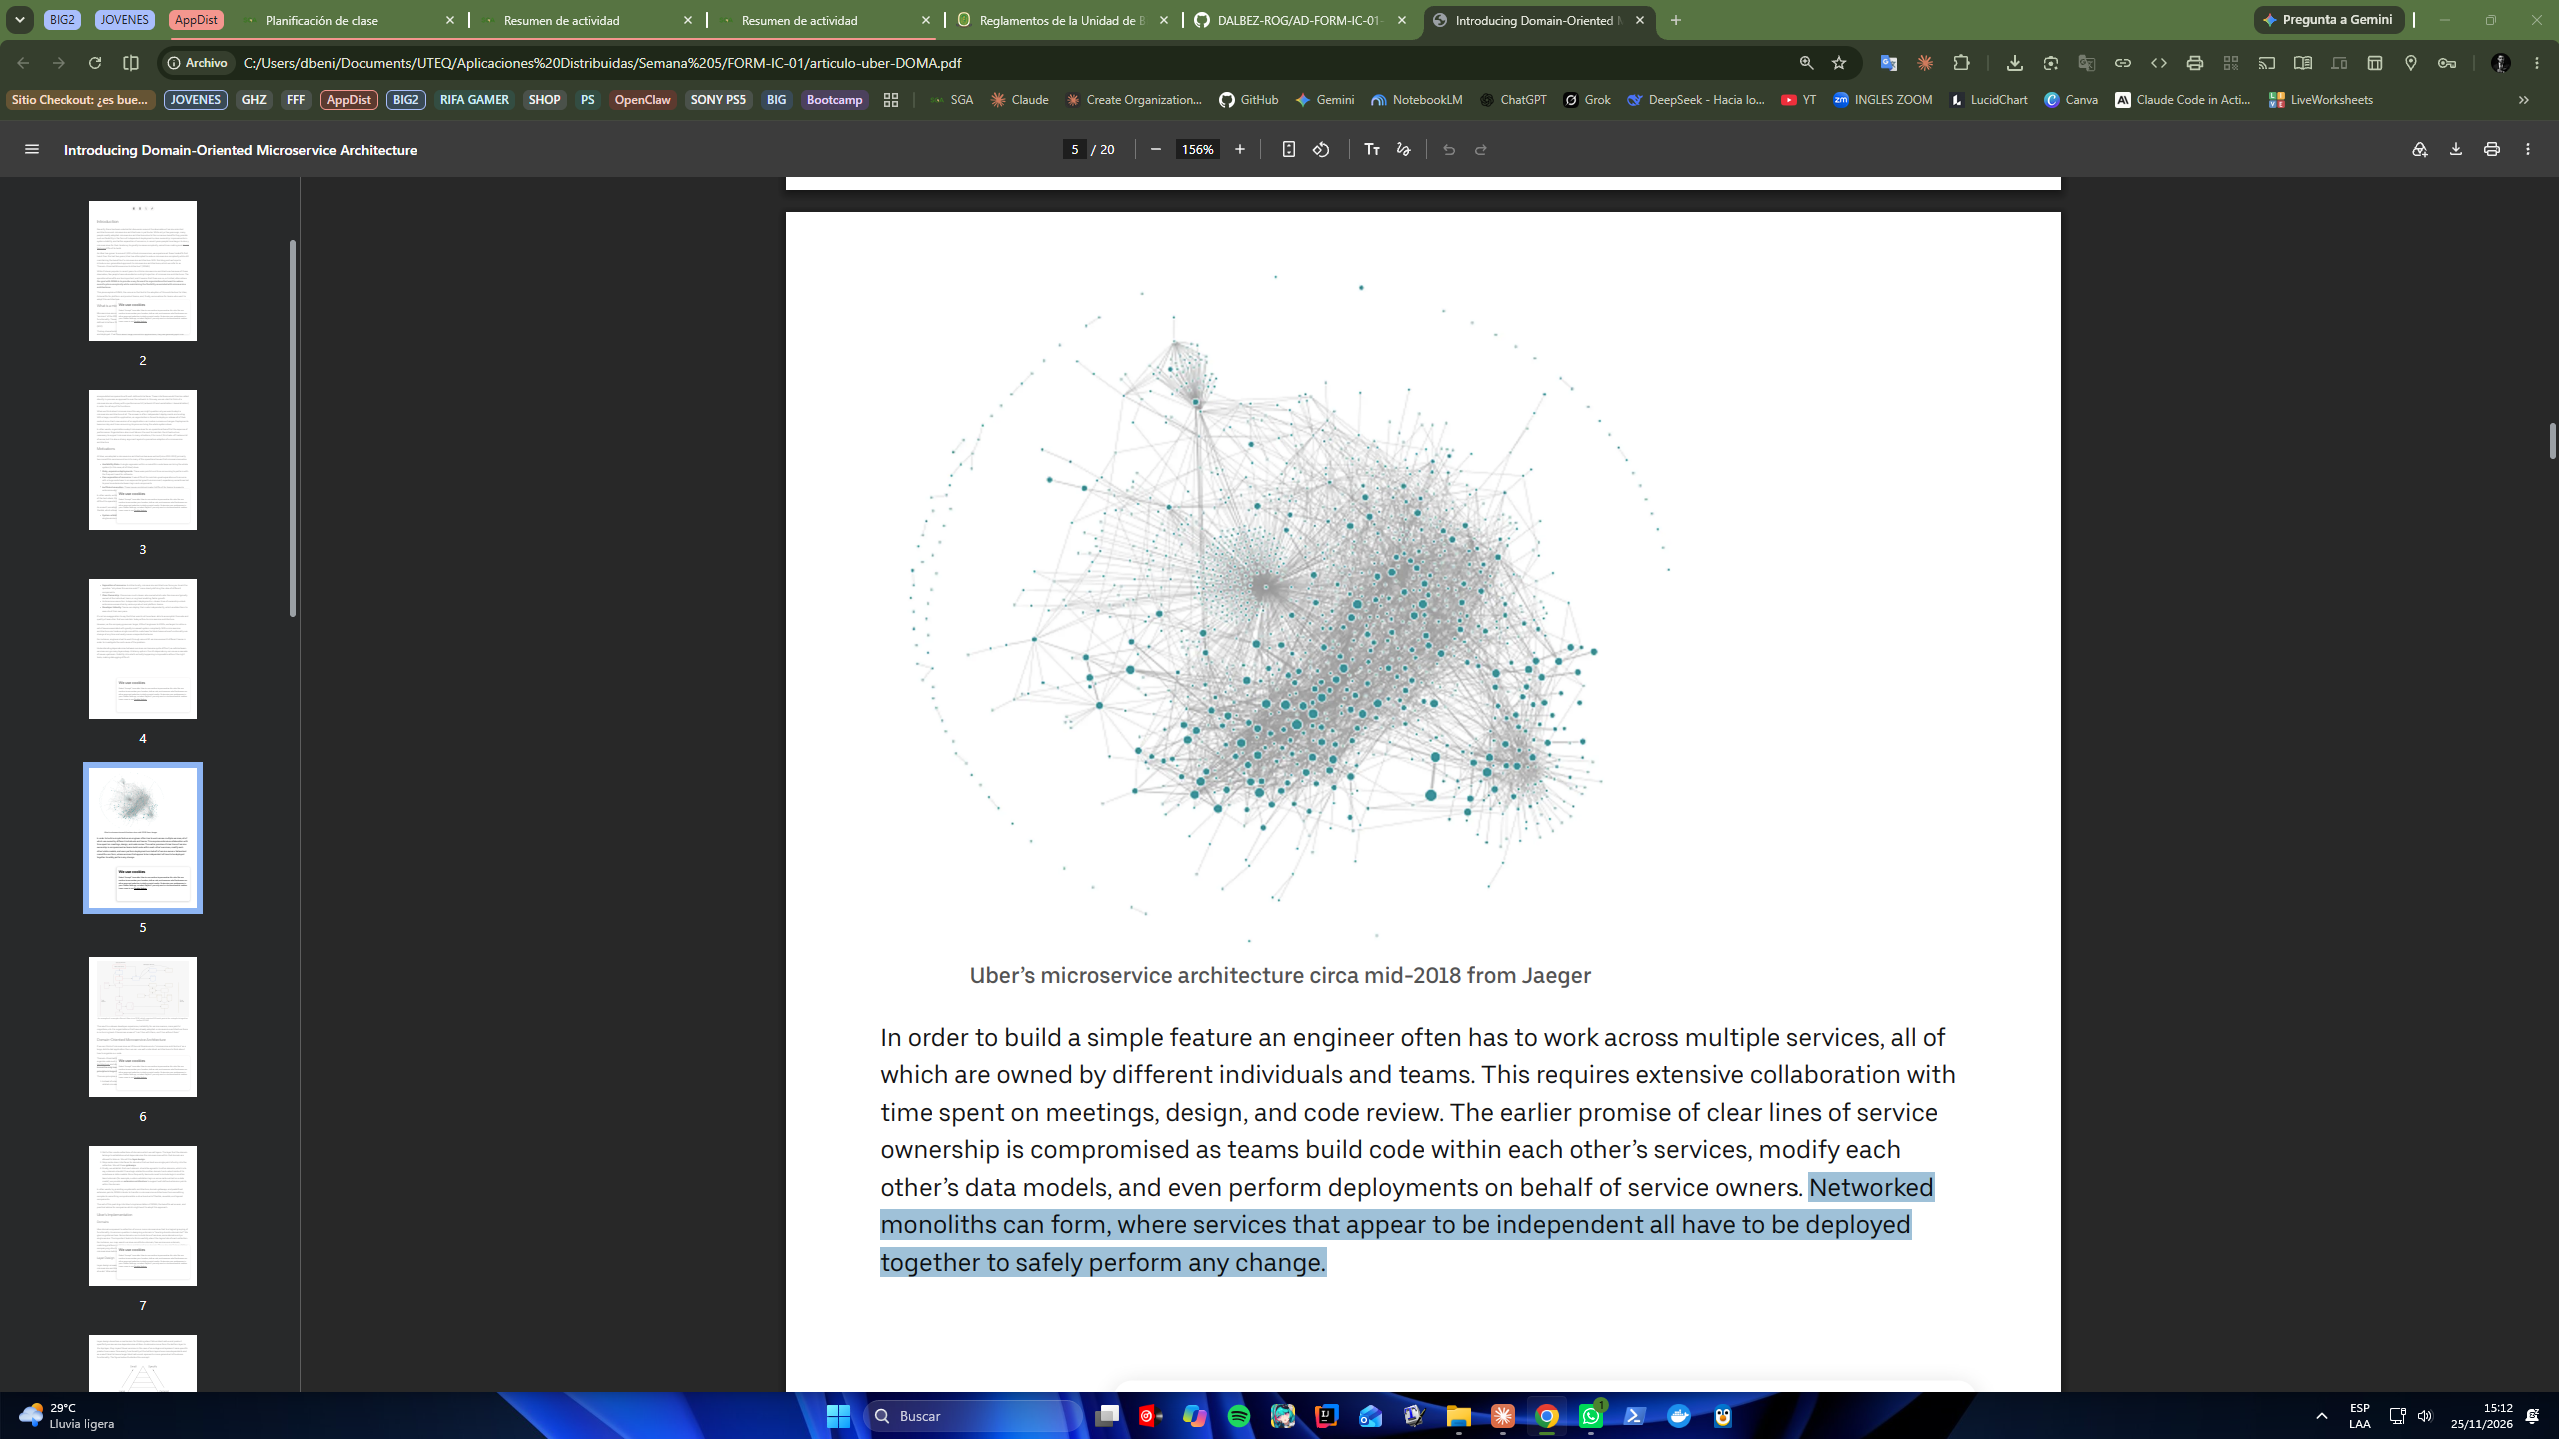 BIG2
JOVENES
AppDist
Planificación de clase
Resumen de actividad
Resumen de actividad
Reglamentos de la Unidad de B
DALBEZ-ROG/AD-FORM-IC-01-
Introducing Domain-Oriented M
Pregunta a Gemini
Archivo
C:/Users/dbeni/Documents/UTEQ/Aplicaciones%20Distribuidas/Semana%205/FORM-IC-01/articulo-uber-DOMA.pdf
Sitio Checkout: ¿es bue...
JOVENES
GHZ
FFF
AppDist
BIG2
RIFA GAMER
SHOP
PS
OpenClaw
SONY PS5
BIG
Bootcamp
SGA
Claude
Create Organization...
GitHub
Gemini
NotebookLM
ChatGPT
Grok
DeepSeek - Hacia lo...
YT
INGLES ZOOM
LucidChart
Canva
Claude Code in Acti...
LiveWorksheets
Introducing Domain-Oriented Microservice Architecture
5 / 20
156%
2
3
4
We use cookies
5
6
7
Uber’s microservice architecture circa mid-2018 from Jaeger
In order to build a simple feature an engineer often has to work across multiple services, all of
which are owned by different individuals and teams. This requires extensive collaboration with
time spent on meetings, design, and code review. The earlier promise of clear lines of service
ownership is compromised as teams build code within each other’s services, modify each
other’s data models, and even perform deployments on behalf of service owners. Networked
monoliths can form, where services that appear to be independent all have to be deployed
together to safely perform any change.
29°C
Lluvia ligera
Buscar
1
ESP
LAA
15:12
25/11/2026